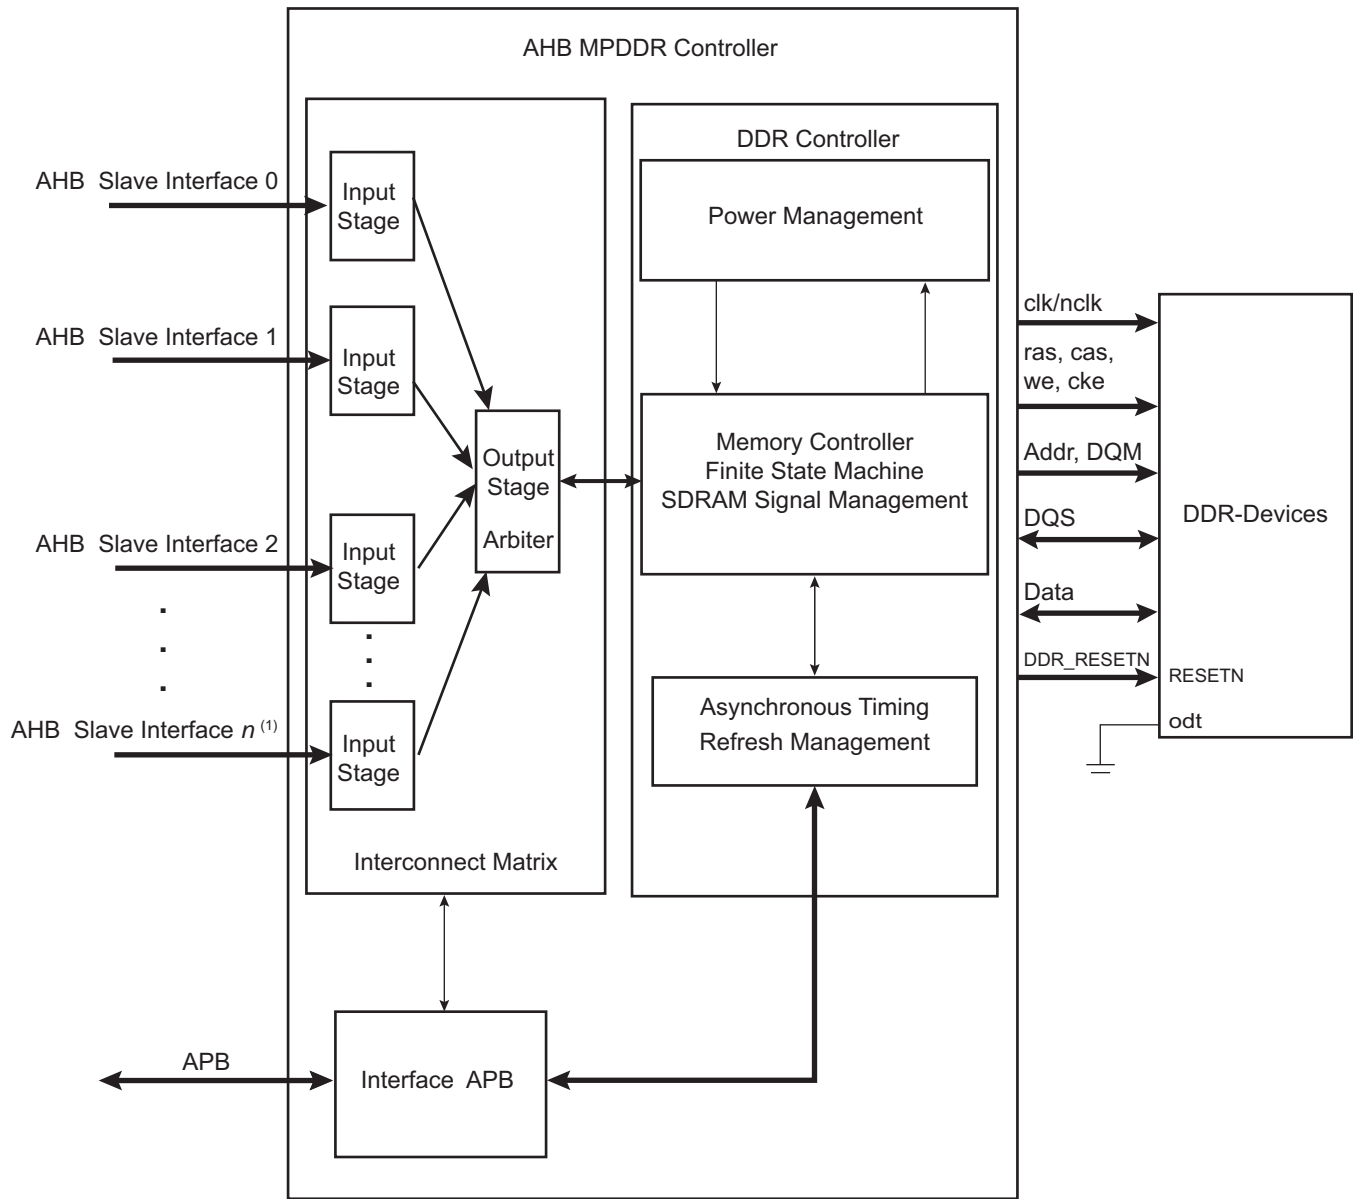 AHB MPDDR Controller
DDR Controller
Power Management
AHB Slave Interface 0
Input
Stage
AHB Slave Interface 1
Input
Stage
AHB Slave Interface 2
Input
Stage
.
.
.
.
.
.
AHB Slave Interface n (1)
Input
Stage
Output
Stage
Arbiter
Interconnect Matrix
Memory Controller
Finite State Machine
SDRAM Signal Management
Asynchronous Timing
Refresh Management
clk/nclk
ras, cas,
we, cke
Addr, DQM
DQS
Data
DDR_RESETN
DDR-Devices
RESETN
odt
APB
Interface APB